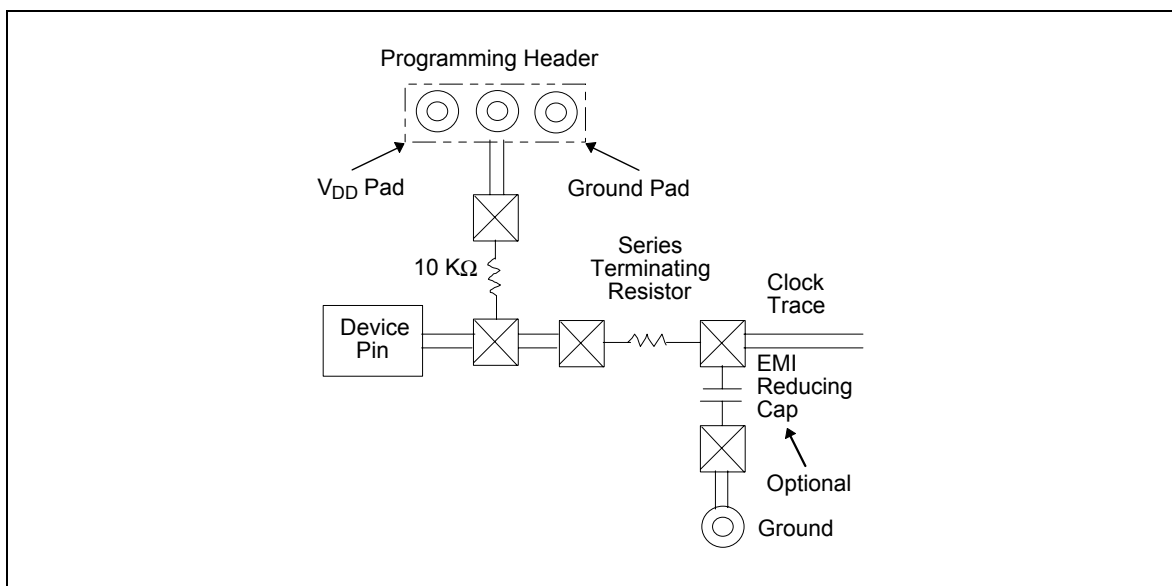 Programming Header
V_DD Pad
Ground Pad
10 KΩ
Series
Terminating
Resistor
Clock
Trace
Device
Pin
EMI
Reducing
Cap
Optional
Ground